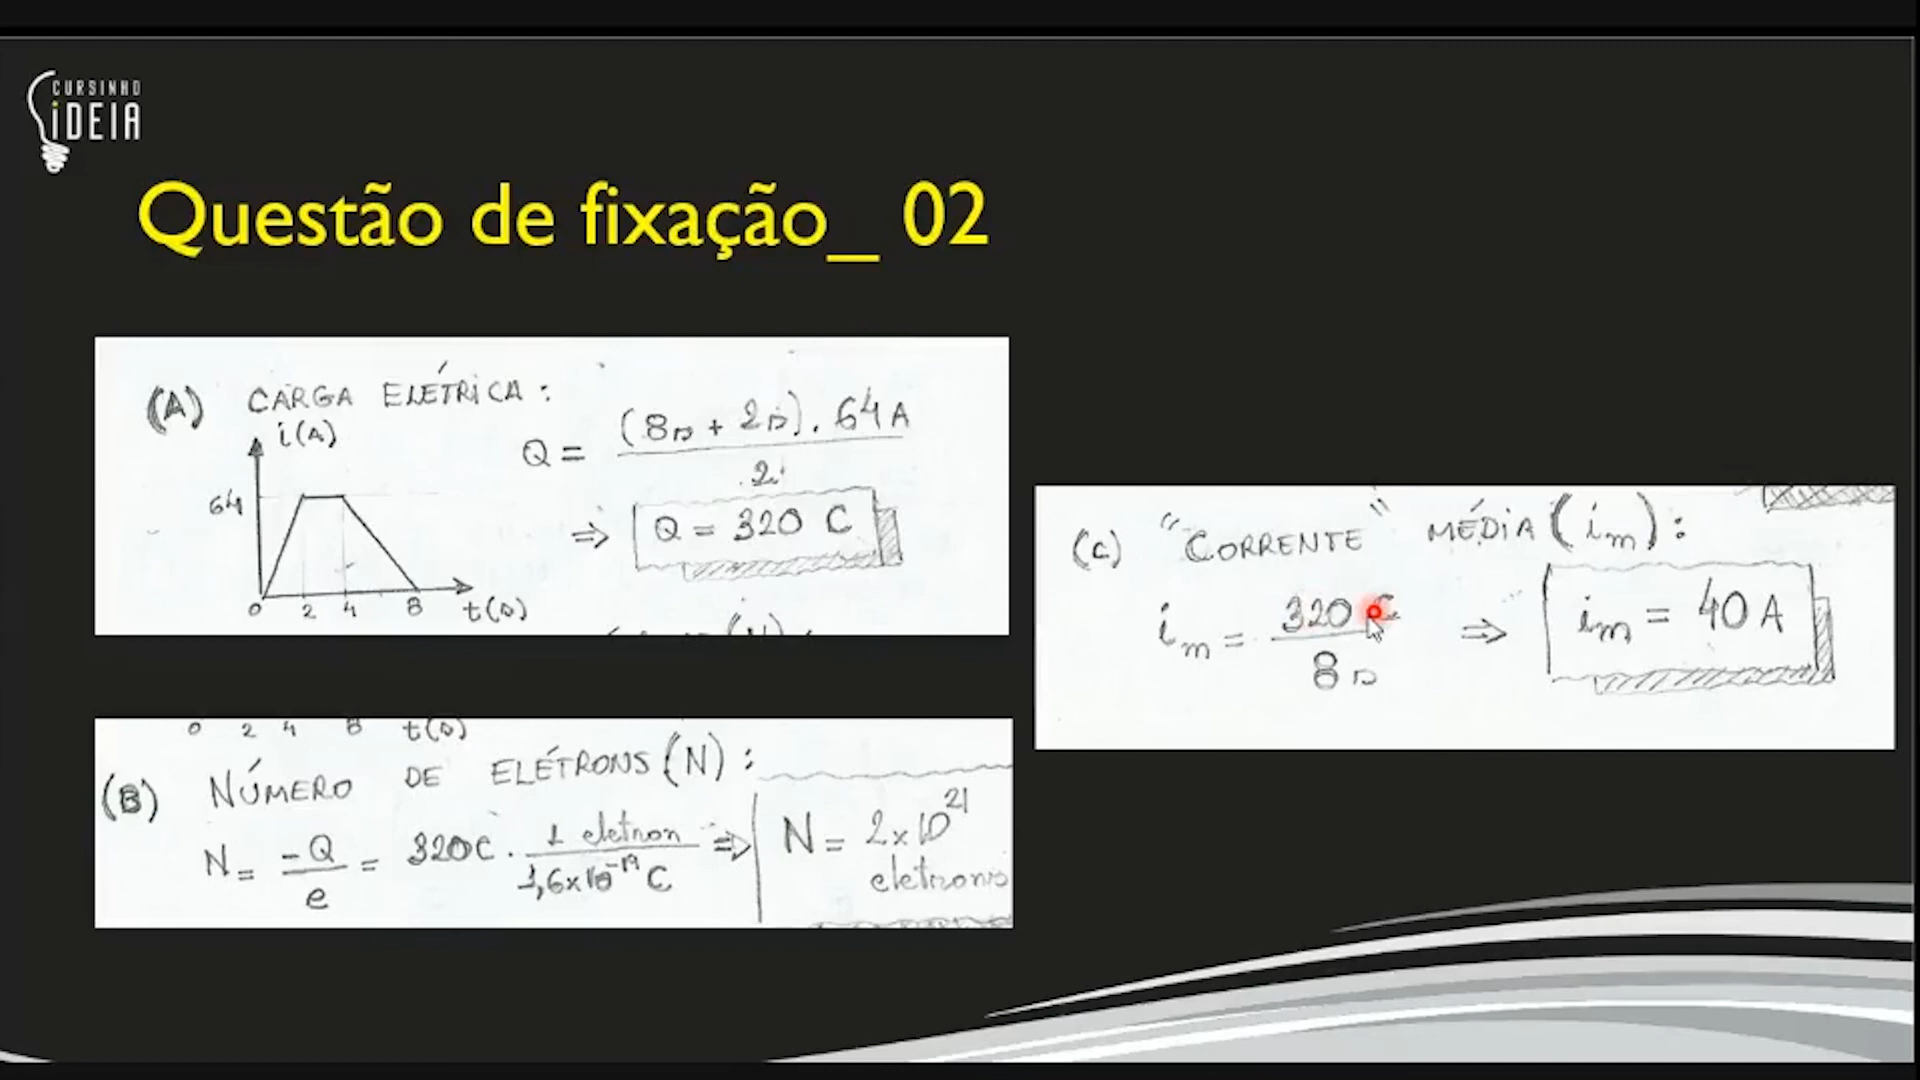 CURSINHO
iDEIA
Questão de fixação_ 02
(A) CARGA ELÉTRICA:
i(A)
64
0 2 4 8 t(s)
Q = (8s + 2s). 64A
2
⇒ Q = 320 C
0 2 4 8 t(s)
(B) NÚMERO DE ELÉTRONS (N):
N = -Q = 320C . 1 eletron ⇒ N = 2x10²¹
e 1,6x10⁻¹⁹ C eletrons
(C) "CORRENTE" MÉDIA (im):
im = 320 C ⇒ im = 40 A
8 s